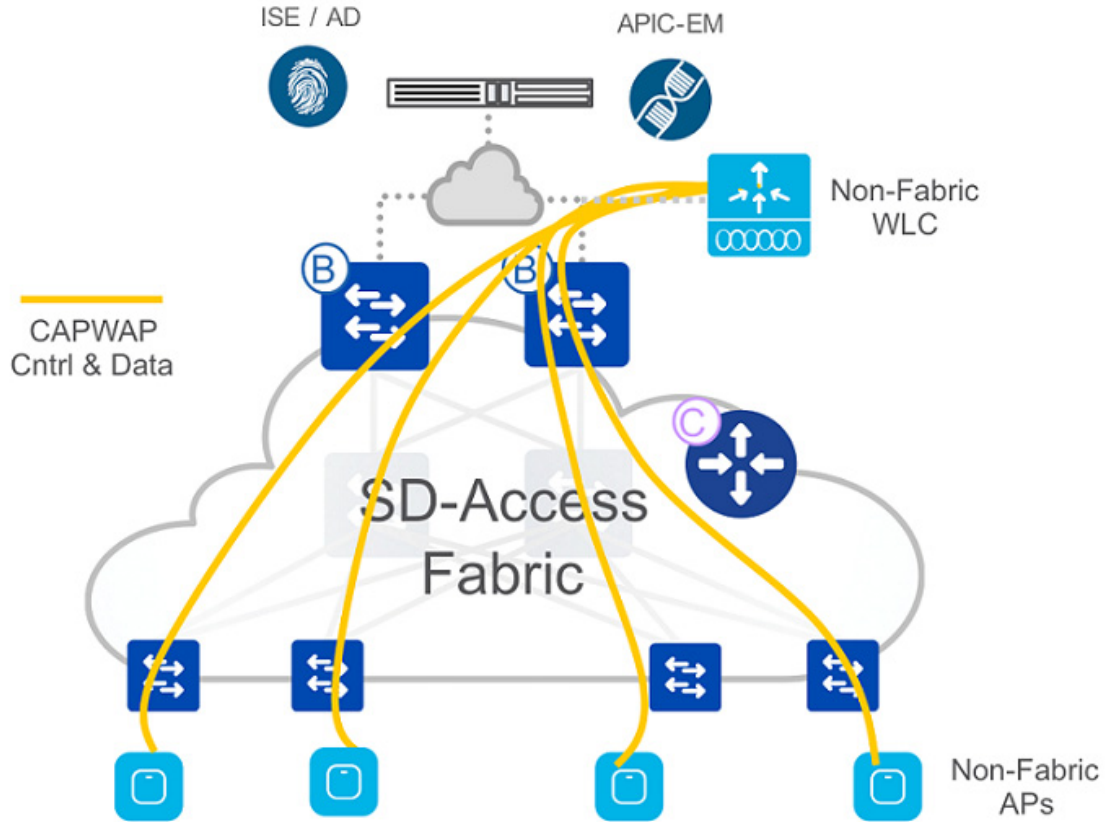 ISE / AD
APIC-EM
Non-Fabric
WLC
B
B
CAPWAP
Cntrl & Data
C
SD-Access
Fabric
Non-Fabric
APs